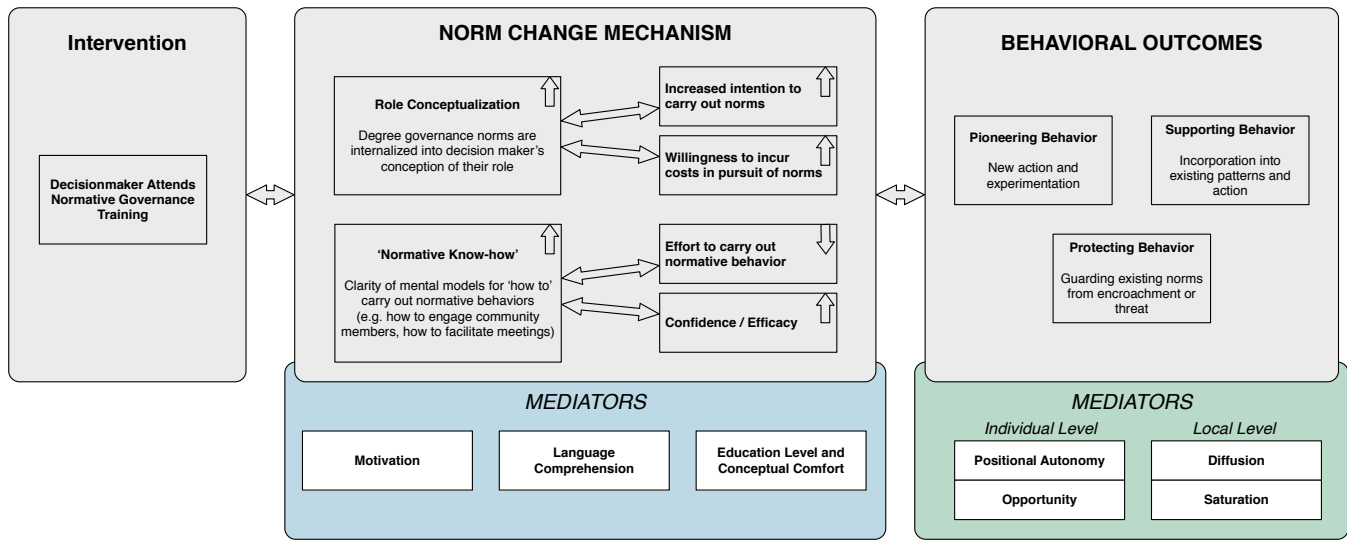 Intervention
Decisionmaker Attends
Normative Governance
Training
NORM CHANGE MECHANISM
Role Conceptualization
Degree governance norms are
internalized into decision maker's
conception of their role
Increased intention to
carry out norms
Willingness to incur
costs in pursuit of norms
‘Normative Know-how’
Clarity of mental models for ‘how to’
carry out normative behaviors
(e.g. how to engage community
members, how to facilitate meetings)
Effort to carry out
normative behavior
Confidence / Efficacy
MEDIATORS
Motivation
Language
Comprehension
Education Level and
Conceptual Comfort
BEHAVIORAL OUTCOMES
Pioneering Behavior
New action and
experimentation
Supporting Behavior
Incorporation into
existing patterns and
action
Protecting Behavior
Guarding existing norms
from encroachment or
threat
MEDIATORS
Individual Level
Positional Autonomy
Opportunity
Local Level
Diffusion
Saturation